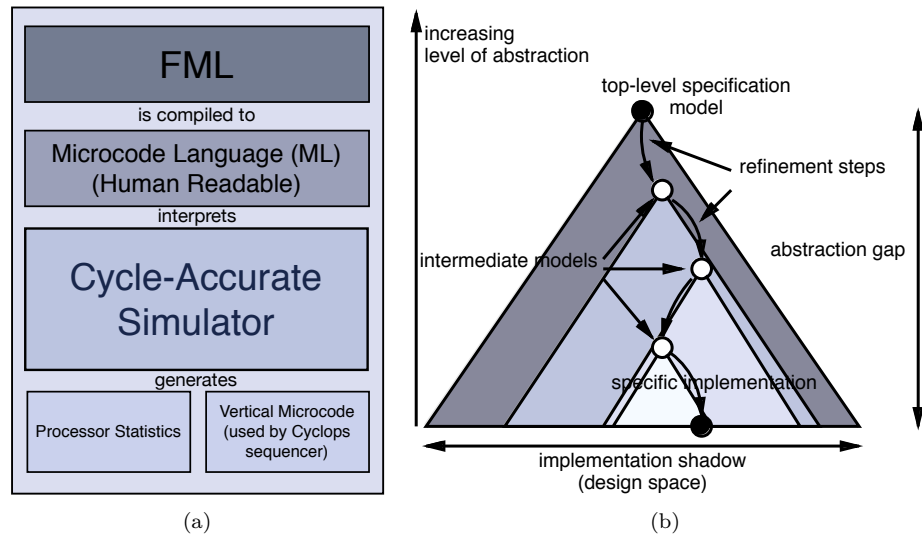 FML
is compiled to
Microcode Language (ML)
(Human Readable)
interprets
Cycle-Accurate
Simulator
generates
Processor Statistics
Vertical Microcode
(used by Cyclops
sequencer)
(a)
increasing
level of abstraction
top-level specification
model
refinement steps
abstraction gap
intermediate models
specific implementation
implementation shadow
(design space)
(b)